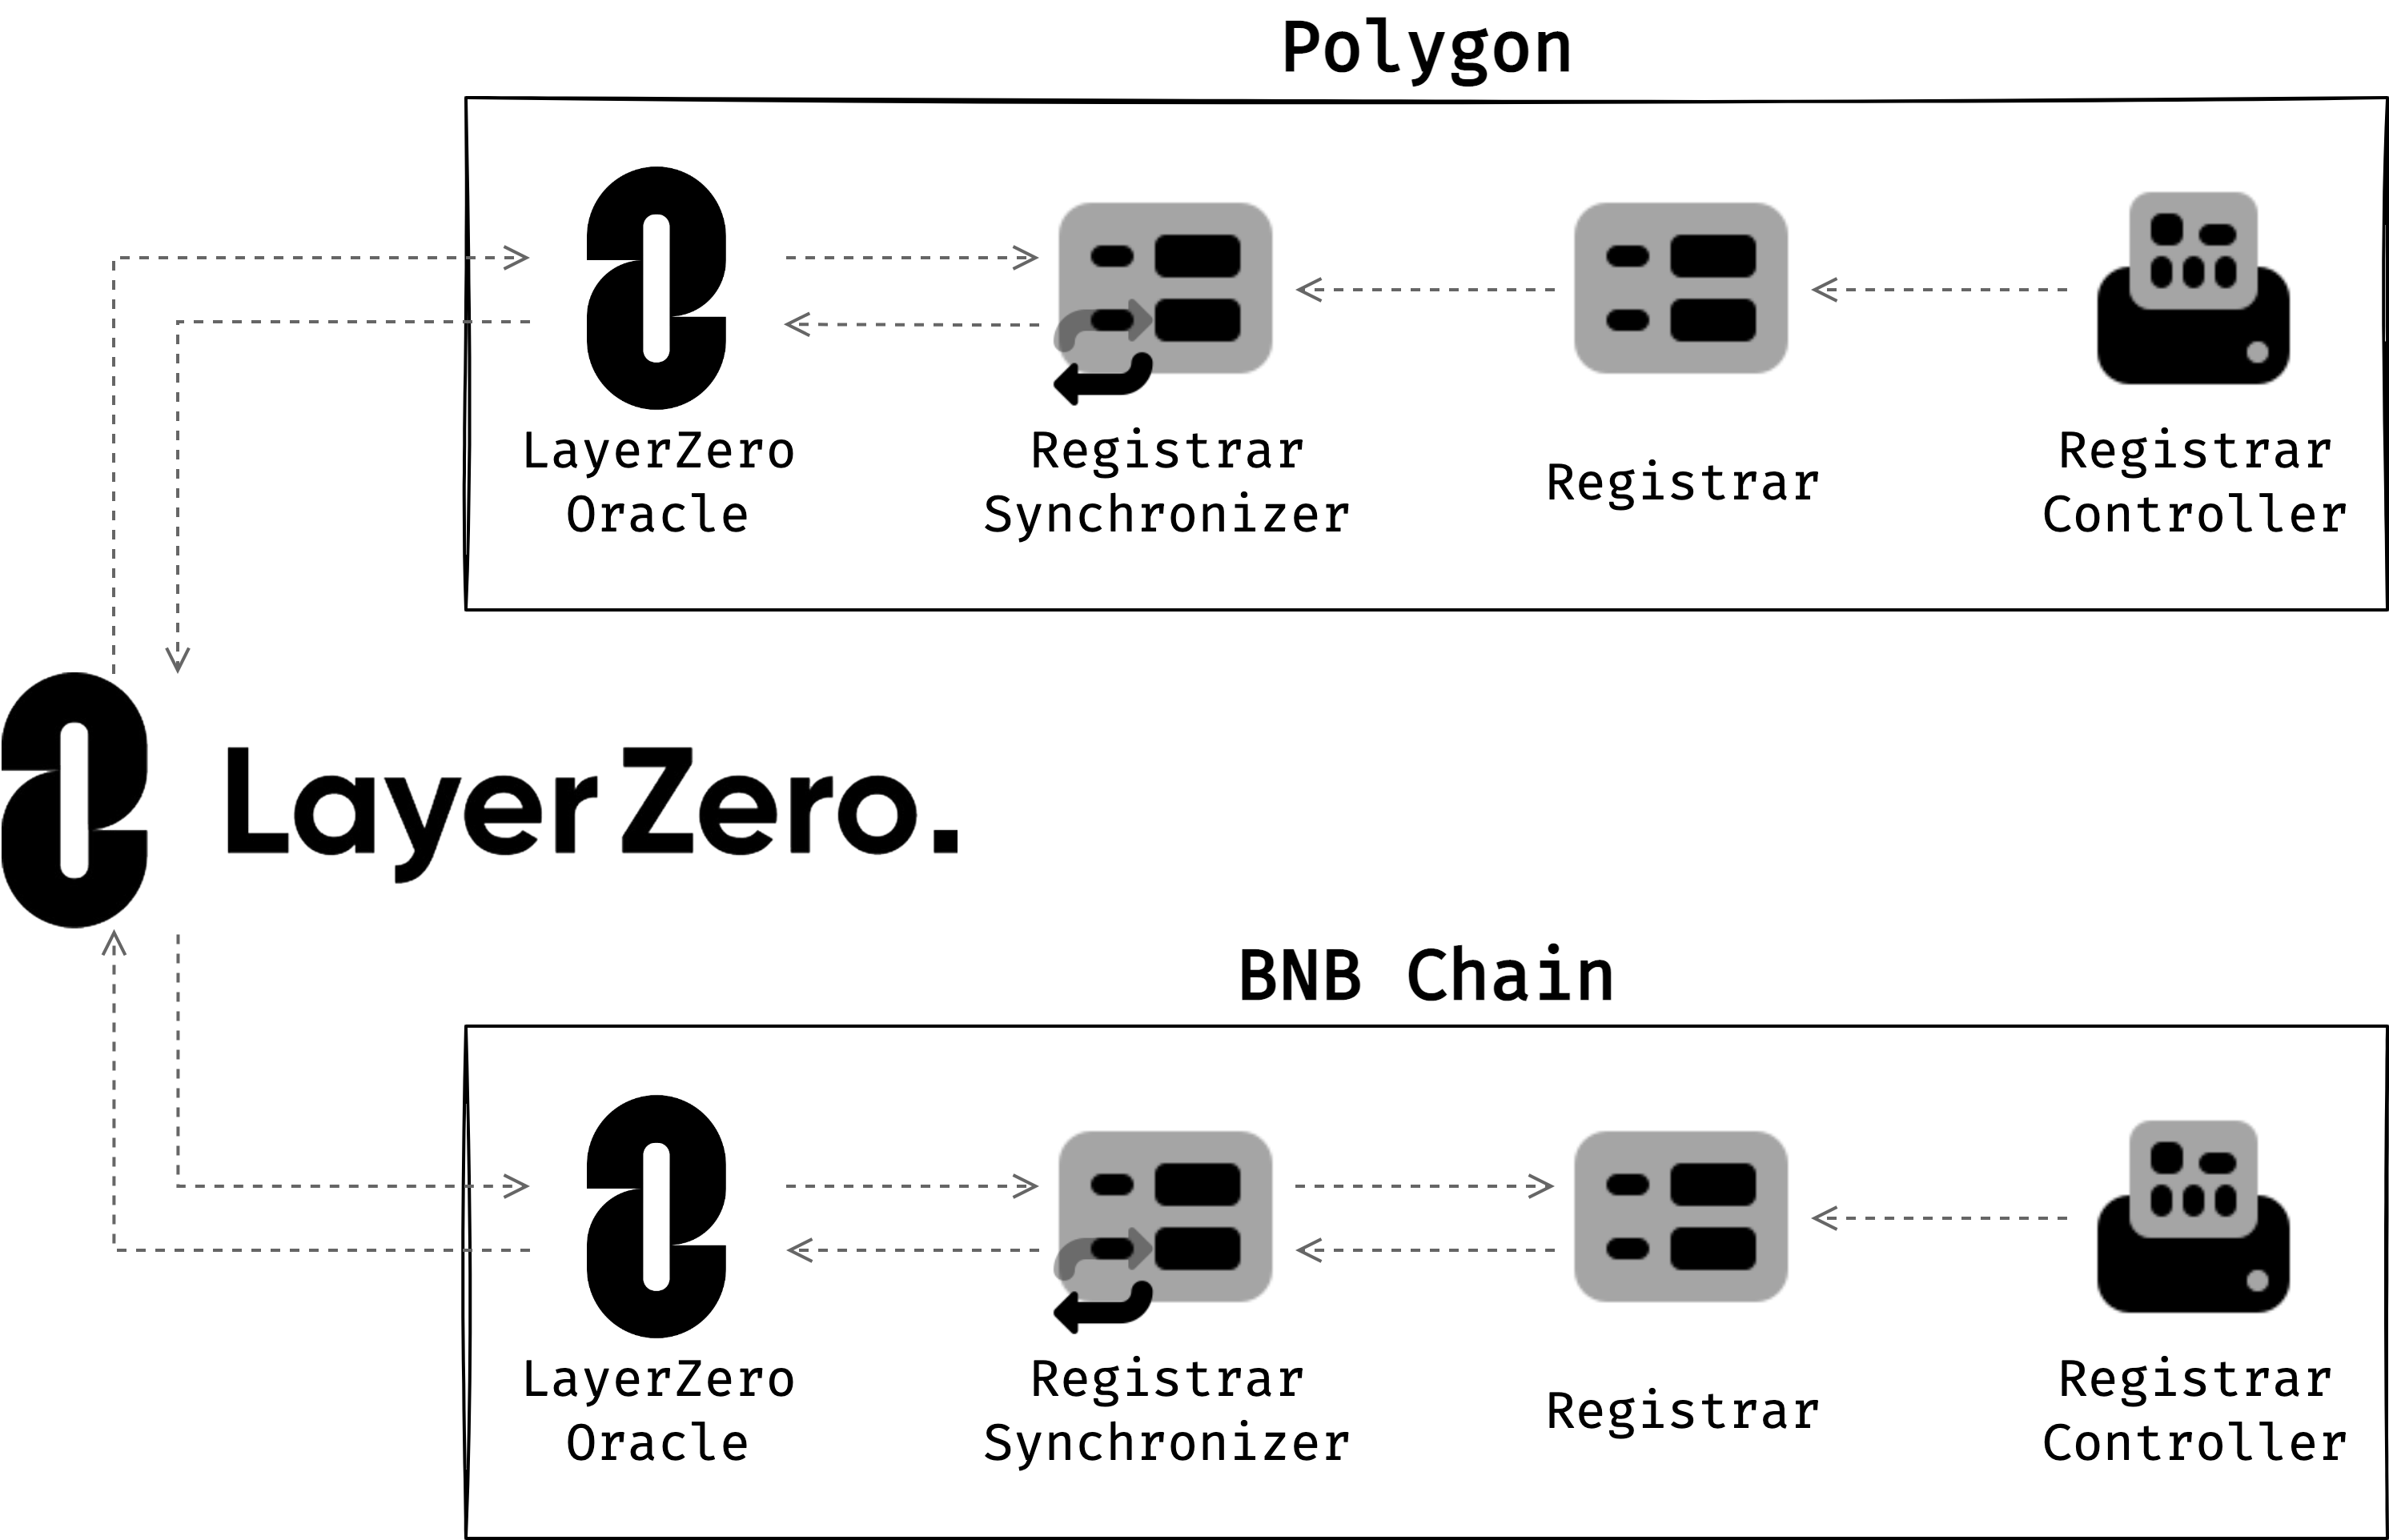 Polygon
LayerZero
Oracle
Registrar
Synchronizer
Registrar
Registrar
Controller
LayerZero.
BNB Chain
LayerZero
Oracle
Registrar
Synchronizer
Registrar
Registrar
Controller